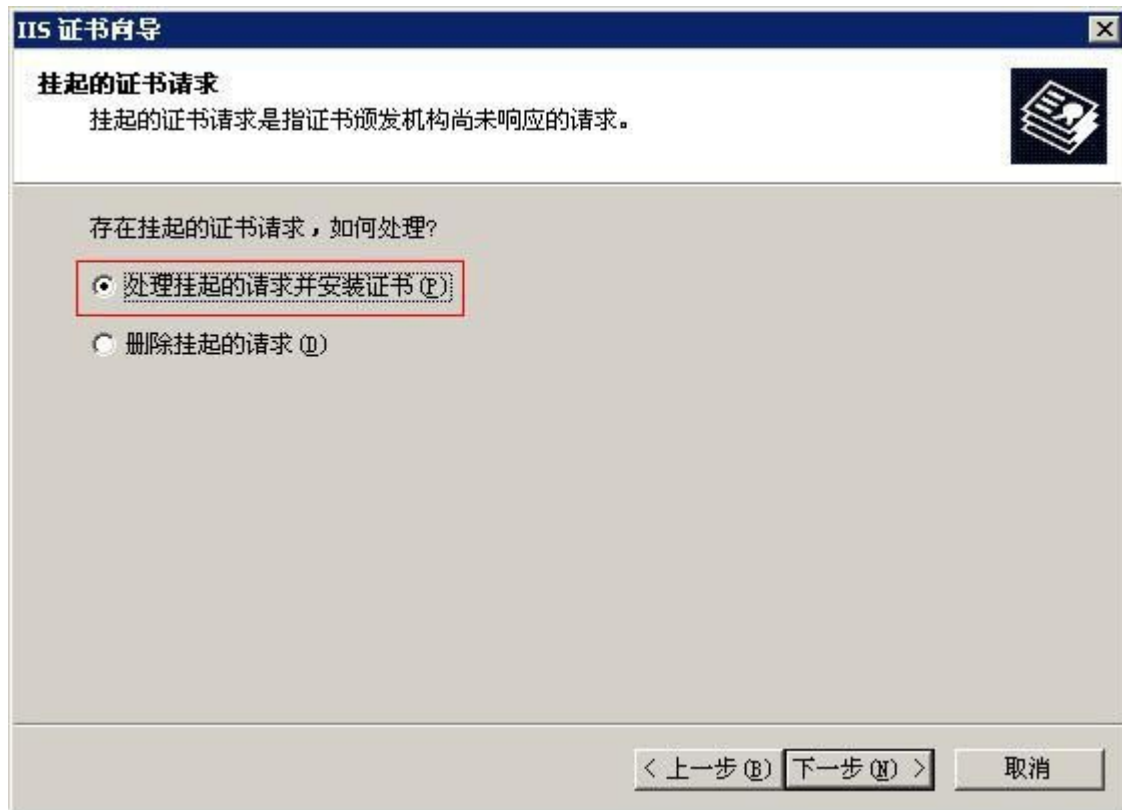 IIS 证书向导
挂起的证书请求
挂起的证书请求是指证书颁发机构尚未响应的请求。
存在挂起的证书请求，如何处理?
处理挂起的请求并安装证书(P)
删除挂起的请求(D)
< 上一步(B) 下一步(N) > 取消